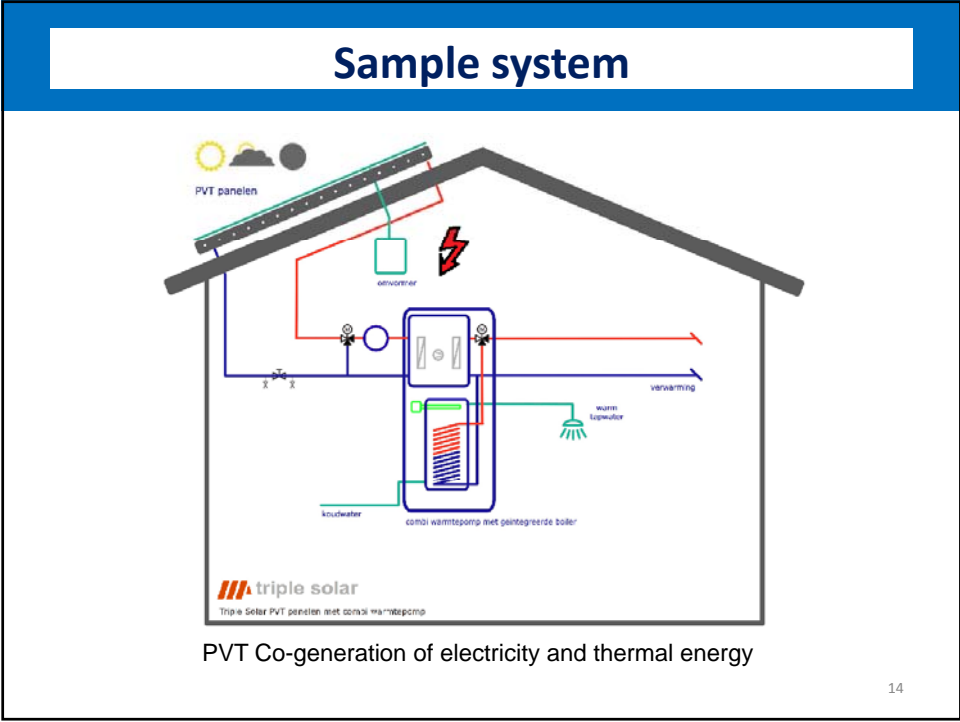 Sample system
PVT panelen
omvormer
verwarming
warm
tapwater
koudwater
combi warmtepomp met geintegreerde boiler
triple solar
Triple Solar PVT panelen met combi warmtepomp
PVT Co-generation of electricity and thermal energy
14